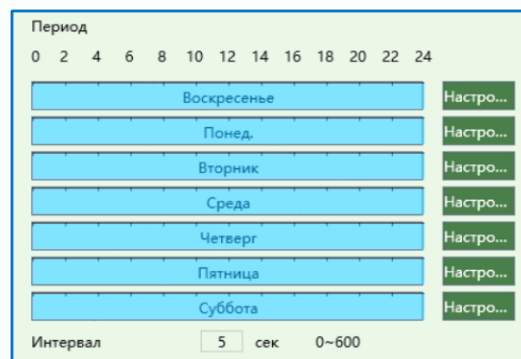 Период
0 2 4 6 8 10 12 14 16 18 20 22 24
Воскресенье Настро...
Понед. Настро...
Вторник Настро...
Среда Настро...
Четверг Настро...
Пятница Настро...
Суббота Настро...
Интервал 5 сек 0~600